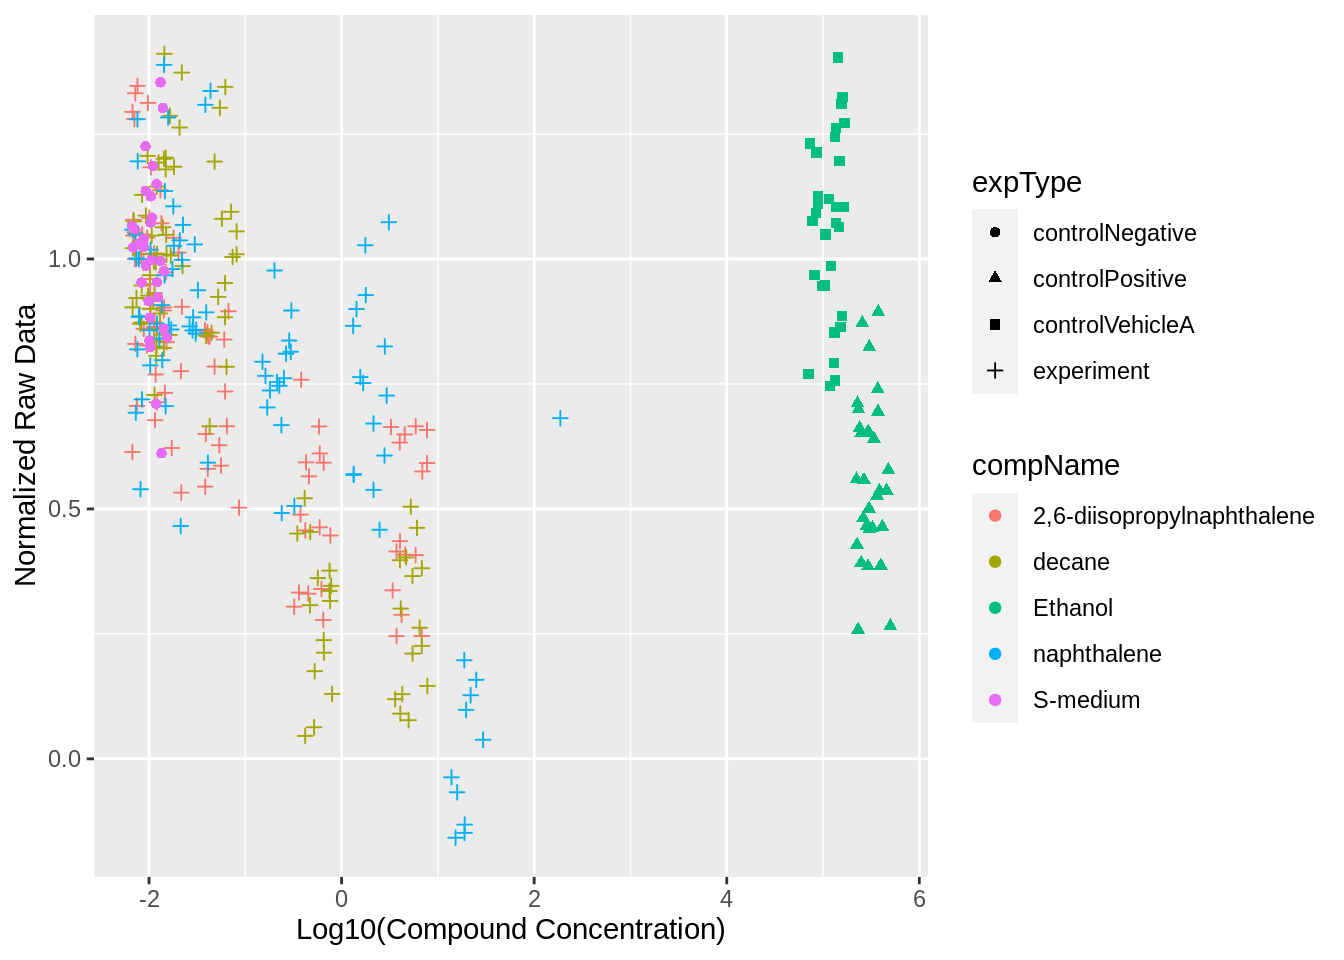 1.0
0.5
0.0
Normalized Raw Data
-2 0 2 4 6
Log10(Compound Concentration)
expType
controlNegative
controlPositive
controlVehicleA
experiment
compName
2,6-diisopropylnaphthalene
decane
Ethanol
naphthalene
S-medium